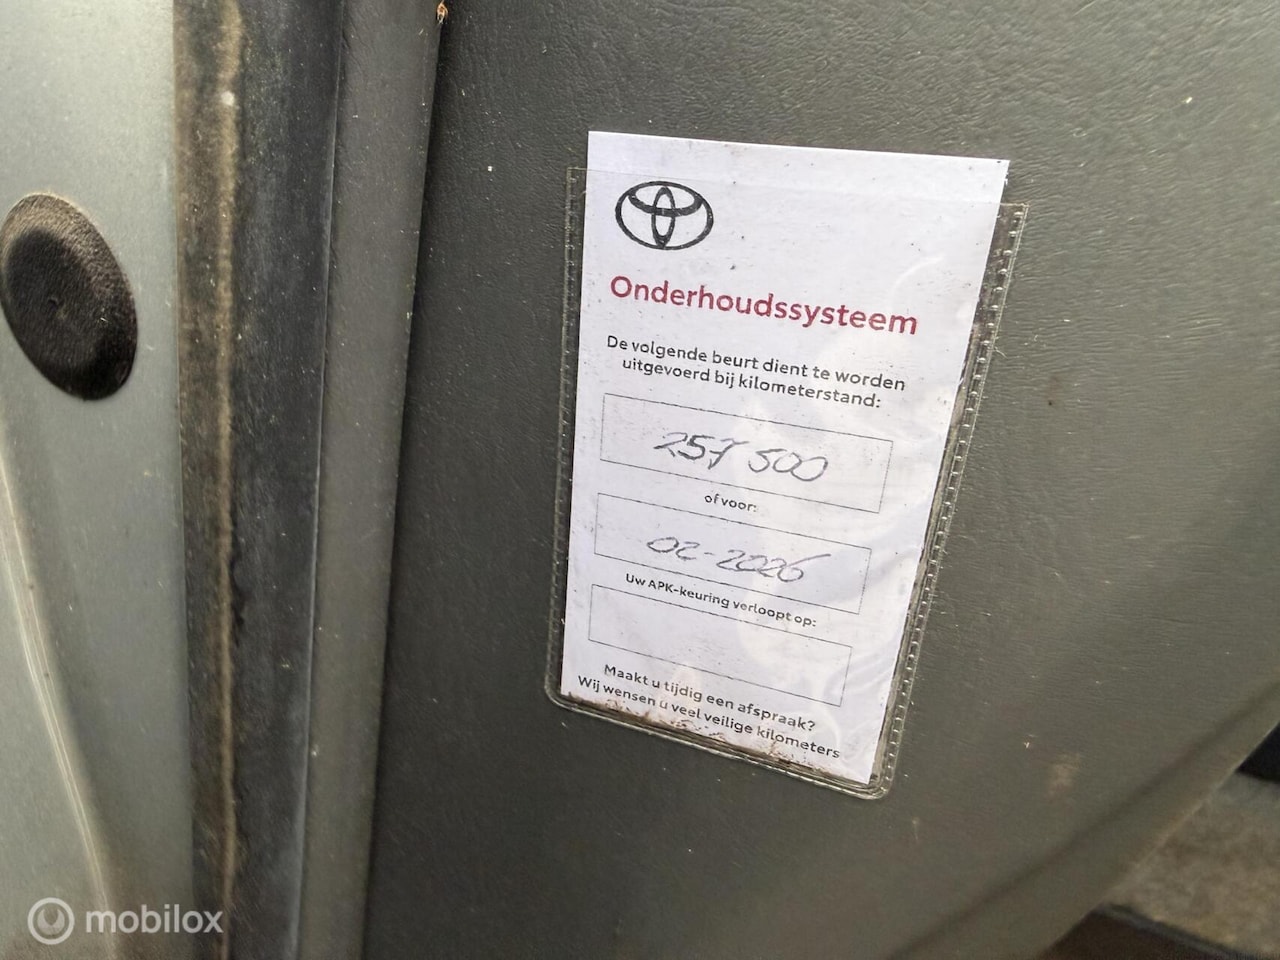 Onderhoudssysteem
De volgende beurt dient te worden
uitgevoerd bij kilometerstand:
257 500
of voor:
02-2026
Uw APK-keuring verloopt op:
Maakt u tijdig een afspraak?
Wij wensen u veel veilige kilometers
mobilox